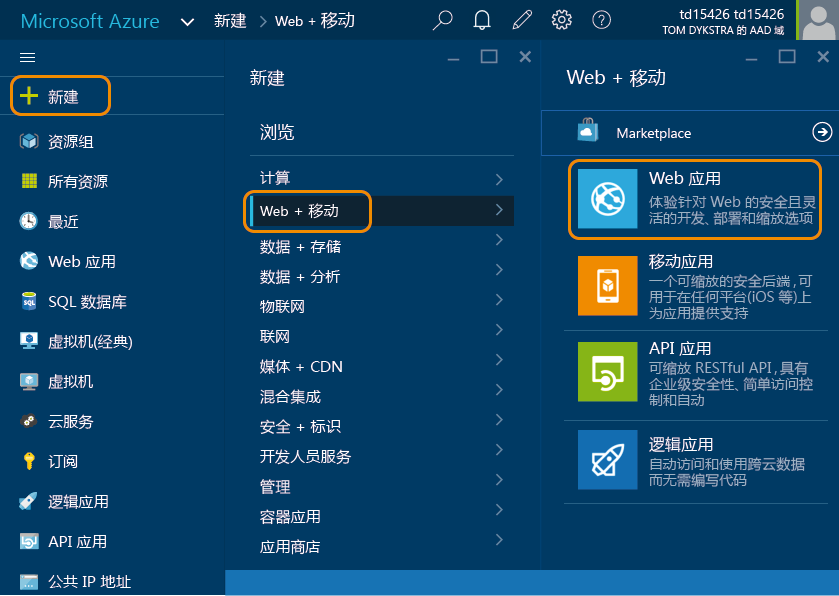 Microsoft Azure
新建
Web + 移动
td15426 td15426
TOM DYKSTRA 的 AAD 域
新建
资源组
所有资源
最近
Web 应用
SQL 数据库
虚拟机(经典)
虚拟机
云服务
订阅
逻辑应用
API 应用
公共 IP 地址
新建
浏览
计算
Web + 移动
数据 + 存储
数据 + 分析
物联网
联网
媒体 + CDN
混合集成
安全 + 标识
开发人员服务
管理
容器应用
应用商店
Web + 移动
Marketplace
Web 应用
体验针对 Web 的安全且灵
活的开发、部署和缩放选项
移动应用
一个可缩放的安全后端，可
用于在任何平台(iOS 等)上
为应用提供支持
API 应用
可缩放 RESTful API，具有
企业级安全性、简单访问控
制和自动
逻辑应用
自动访问和使用跨云数据
而无需编写代码
SQL